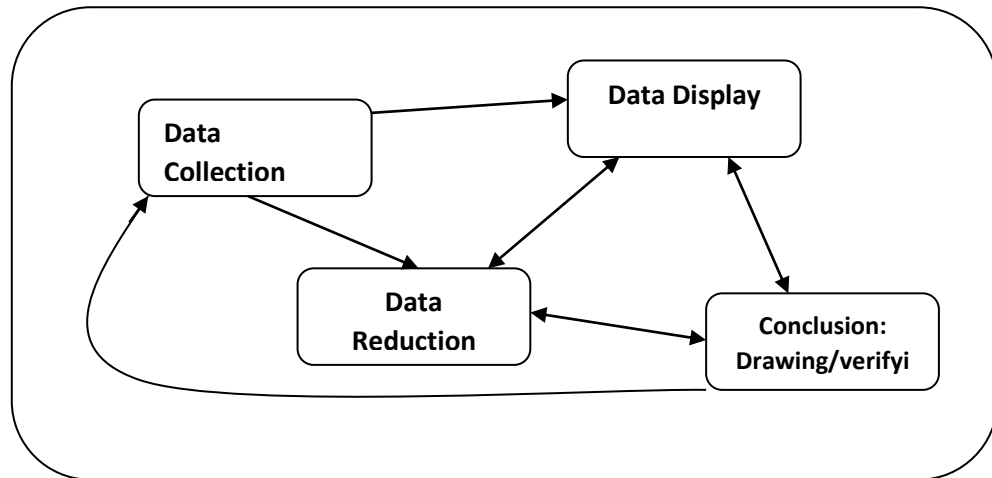 Data
Collection
Data Display
Data
Reduction
Conclusion:
Drawing/verifyi